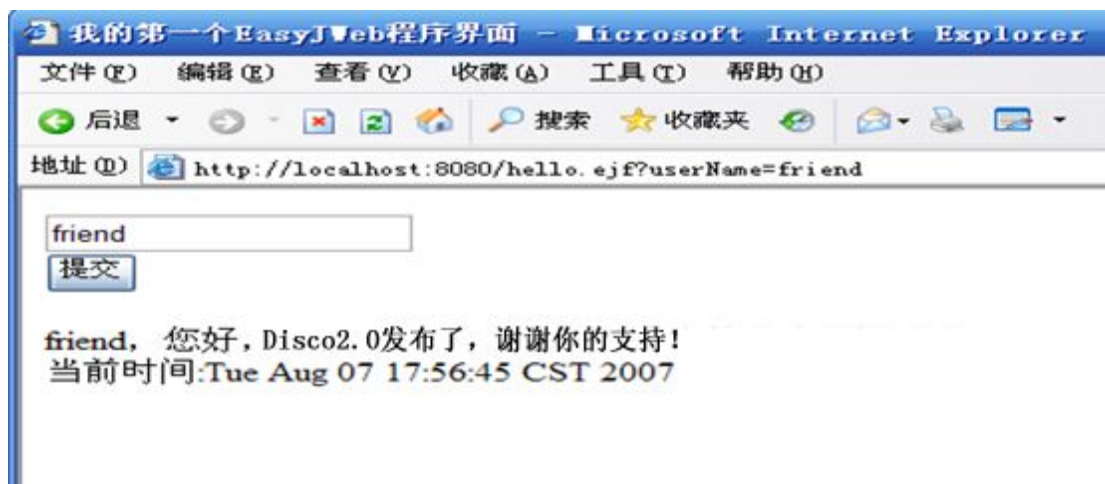 我的第一个EasyJWeb程序界面 - Microsoft Internet Explorer
文件(F) 编辑(E) 查看(V) 收藏(A) 工具(T) 帮助(H)
后退 搜索 收藏夹
地址(D) http://localhost:8080/hello.ejf?userName=friend
friend
提交
friend， 您好，Disco2.0发布了，谢谢你的支持！
当前时间:Tue Aug 07 17:56:45 CST 2007